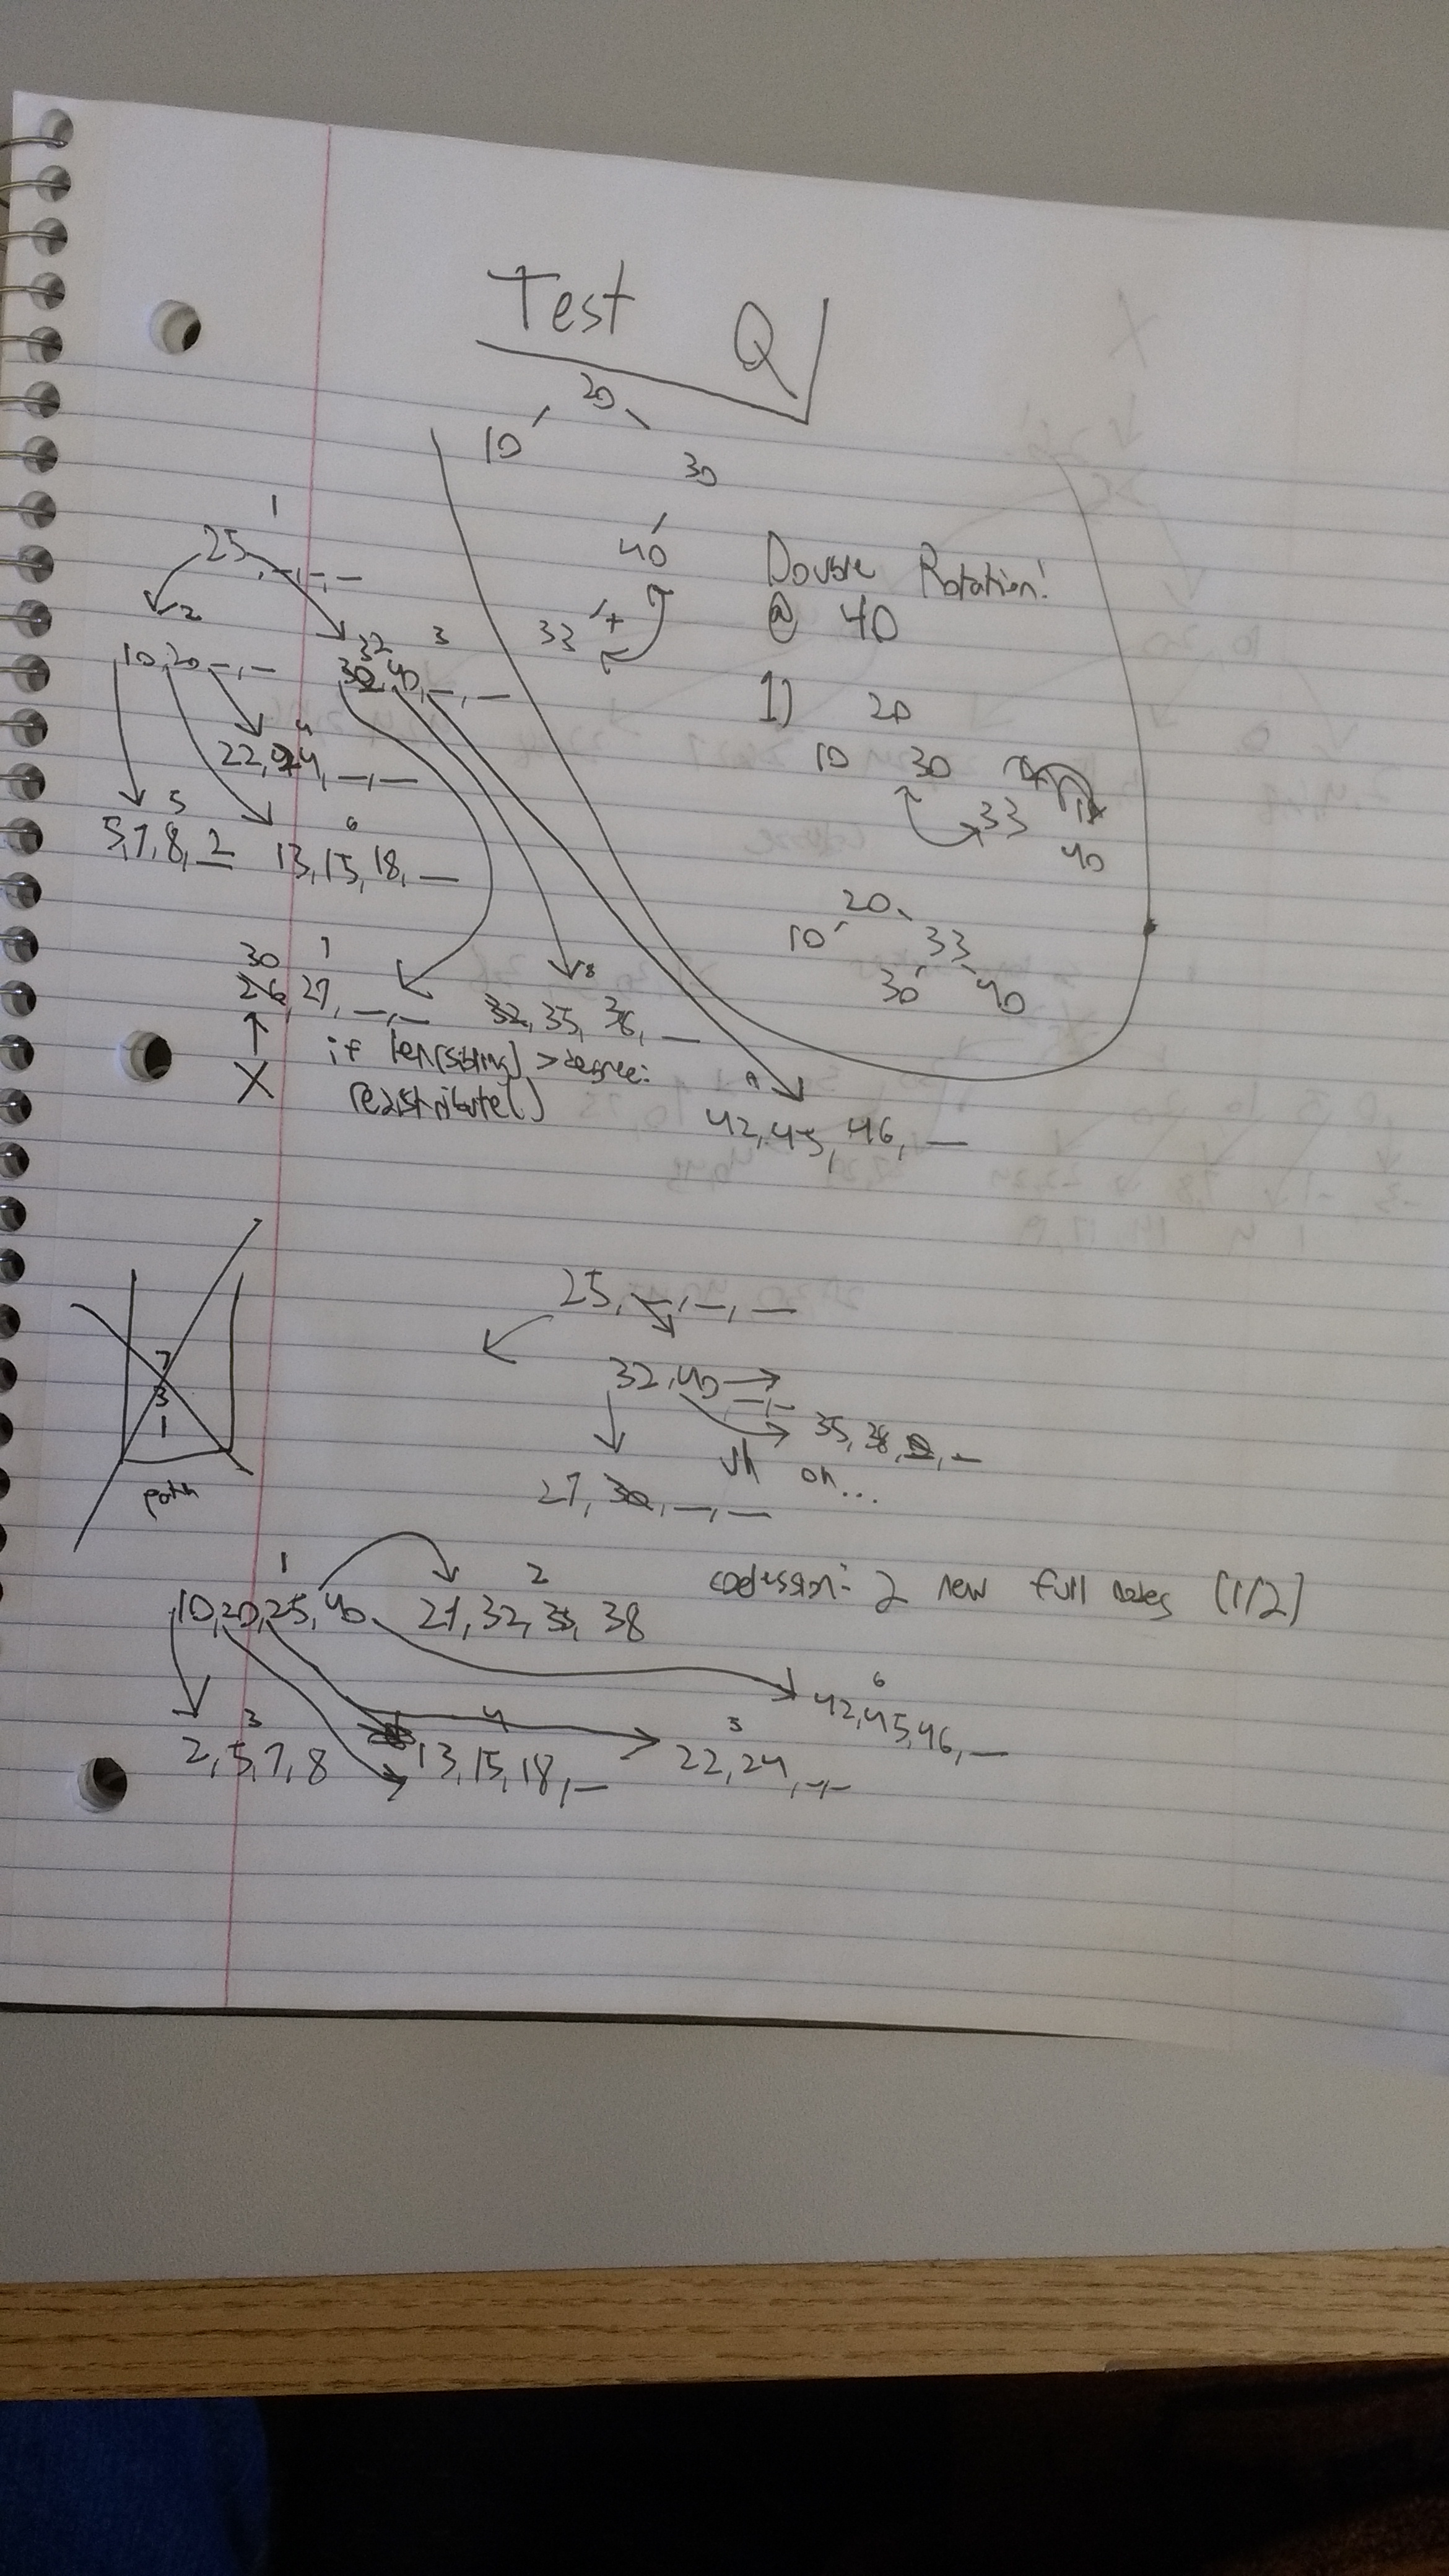 Test Q
20
10
30
40
Double Rotation!
33 +
@ 40
1) 20
10 30
33
40
20
10 33
30 40
1
25, _, _, _
2
10, 20, _, _
32 3
30, 40, _, _
4
22, 24, _, _
5
5, 7, 8, 2
6
13, 15, 18, _
30 7
26, 27, _, _
8
32, 35, 38, _
X
if len(sibling) > degree:
redistribute()
9
42, 45, 46, _
25, _, _, _
32, 40, _, _
35, 38, _
27, 30, _, _
uh oh...
7
3
1
path
1
10, 20, 25, 40
2
27, 32, 35, 38
2 new full nodes (1/2)
6
42, 45, 46, _
3
2, 5, 7, 8
4
13, 15, 18, _
5
22, 24, _, _